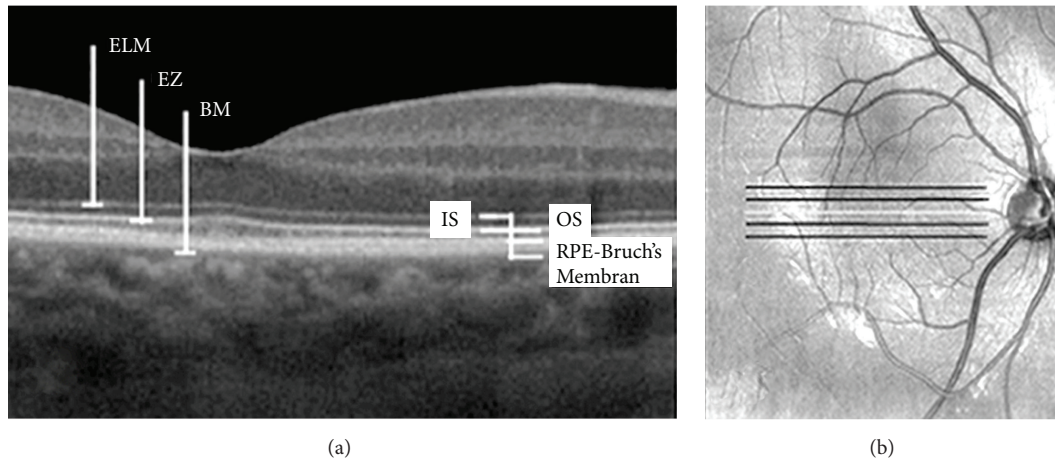 ELM
EZ
BM
IS
OS
RPE-Bruch's
Membran
(a)
(b)